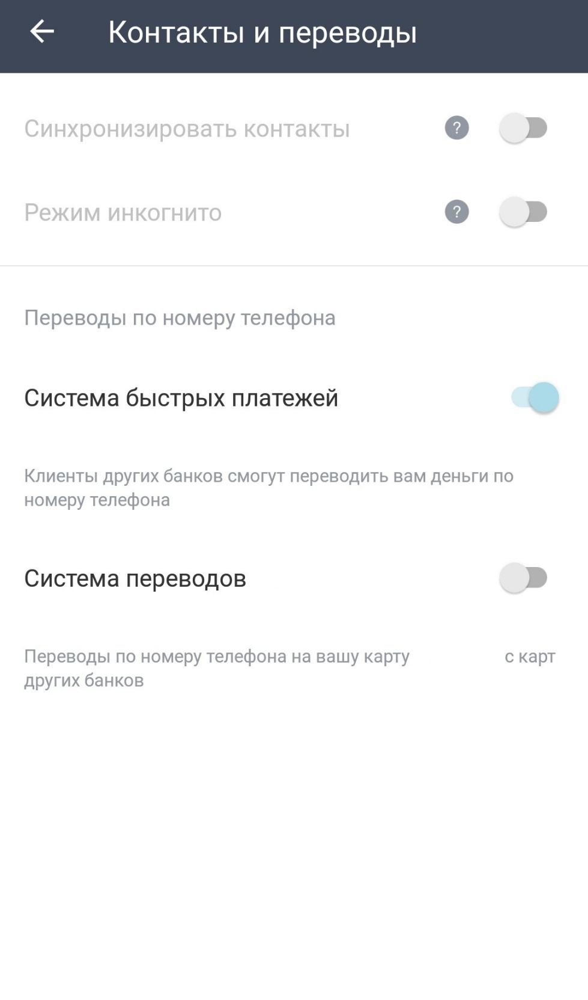 Контакты и переводы
Синхронизировать контакты ?
Режим инкогнито ?
Переводы по номеру телефона
Система быстрых платежей
Клиенты других банков смогут переводить вам деньги по
номеру телефона
Система переводов
Переводы по номеру телефона на вашу карту с карт
других банков